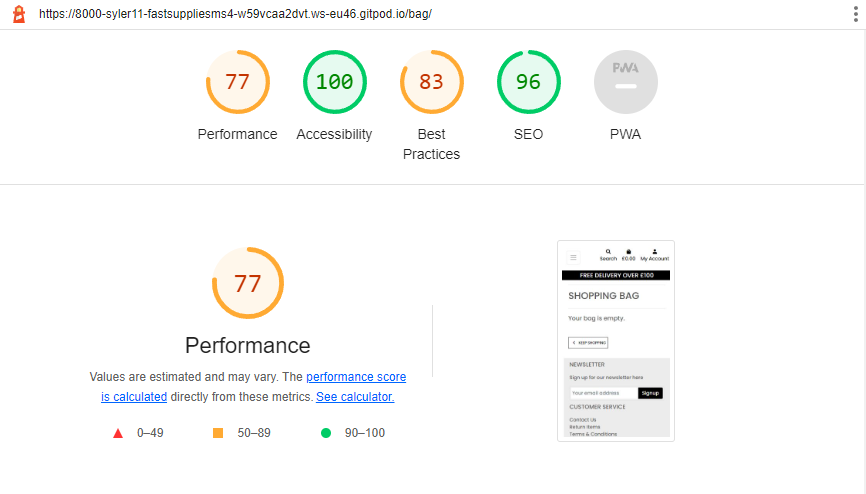 https://8000-syler11-fastsuppliesms4-w59vcaa2dvt.ws-eu46.gitpod.io/bag/
77
100
83
96
PWA
Performance
Accessibility
Best
Practices
SEO
PWA
77
Performance
Values are estimated and may vary. The performance score
is calculated directly from these metrics. See calculator.
0–49
50–89
90–100
Search £0.00 My Account
FREE DELIVERY OVER £100
SHOPPING BAG
Your bag is empty.
KEEP SHOPPING
NEWSLETTER
Sign up for our newsletter here
Your email address
Signup
CUSTOMER SERVICE
Contact Us
Return Items
Terms & Conditions